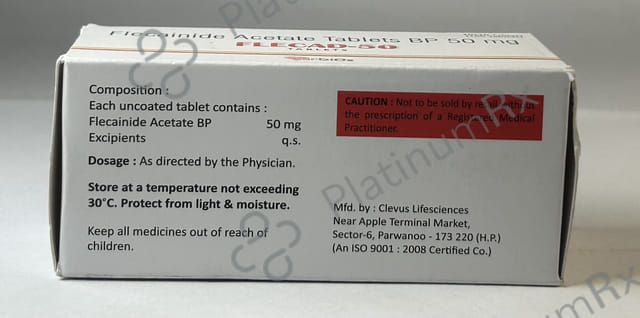 Flecainide Acetate Tablets BP 50 mg
FLECAD-50
TABLETS
Composition :
Each uncoated tablet contains :
Flecainide Acetate BP 50 mg
Excipients q.s.
Dosage : As directed by the Physician.
Store at a temperature not exceeding
30°C. Protect from light & moisture.
Keep all medicines out of reach of
children.
CAUTION : Not to be sold by retail without
the prescription of a Registered Medical
Practitioner.
Mfd. by : Clevus Lifesciences
Near Apple Terminal Market,
Sector-6, Parwanoo - 173 220 (H.P.)
(An ISO 9001 : 2008 Certified Co.)
PlatinumRx
PlatinumRx
PlatinumRx